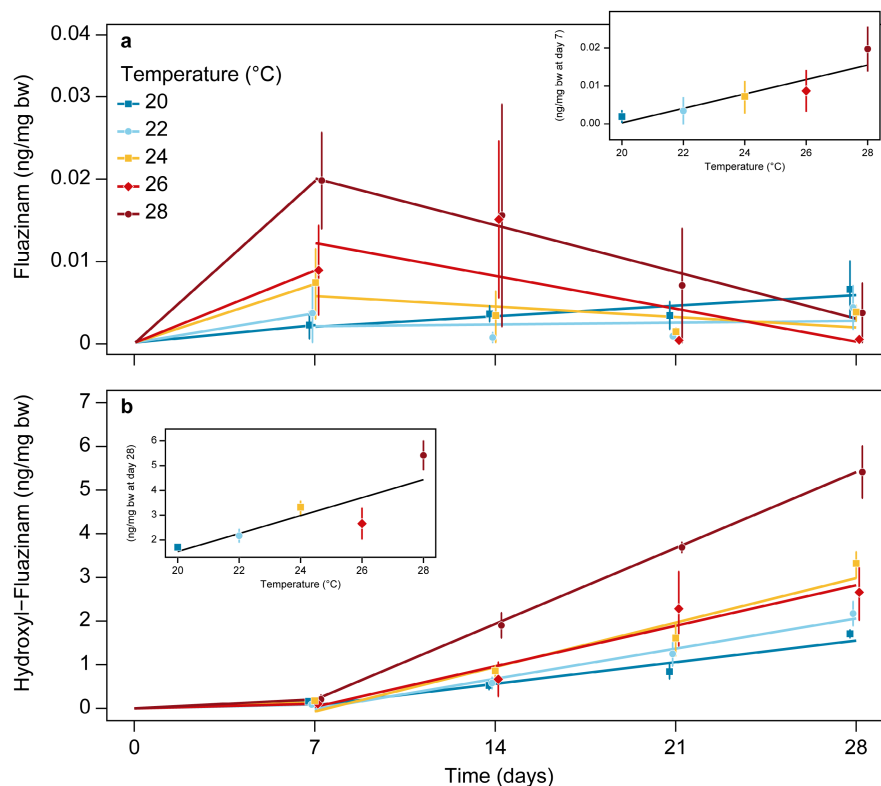 a
Temperature (°C)
20
22
24
26
28
Fluazinam (ng/mg bw)
0.04
0.03
0.02
0.01
0
(ng/mg bw at day 7)
0.02
0.01
0.00
20 22 24 26 28
Temperature (°C)
b
Hydroxyl−Fluazinam (ng/mg bw)
7
6
5
4
3
2
1
0
(ng/mg bw at day 28)
6
5
4
3
2
20 22 24 26 28
Temperature (°C)
0 7 14 21 28
Time (days)